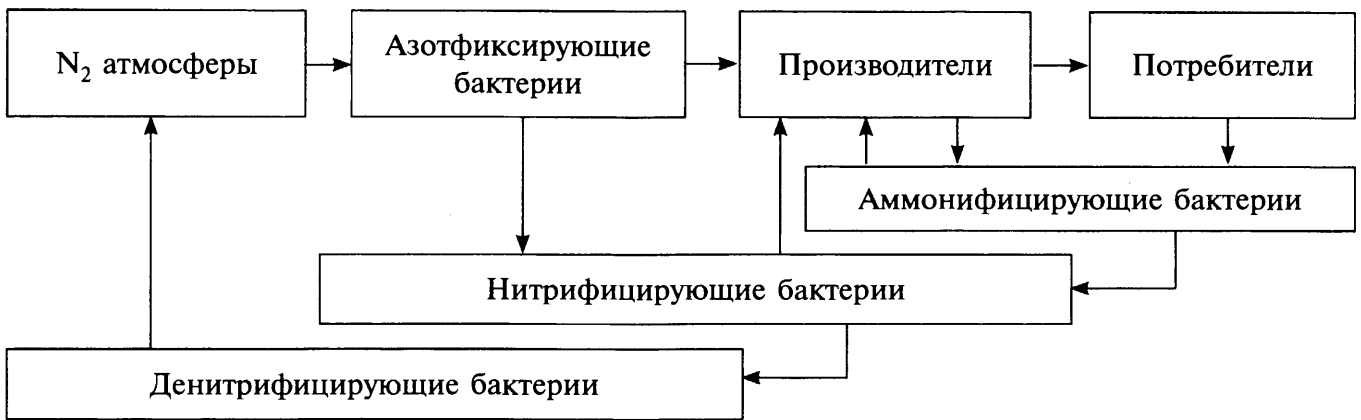 N₂ атмосферы
Азотфиксирующие
бактерии
Производители
Потребители
Аммонифицирующие бактерии
Нитрифицирующие бактерии
Денитрифицирующие бактерии